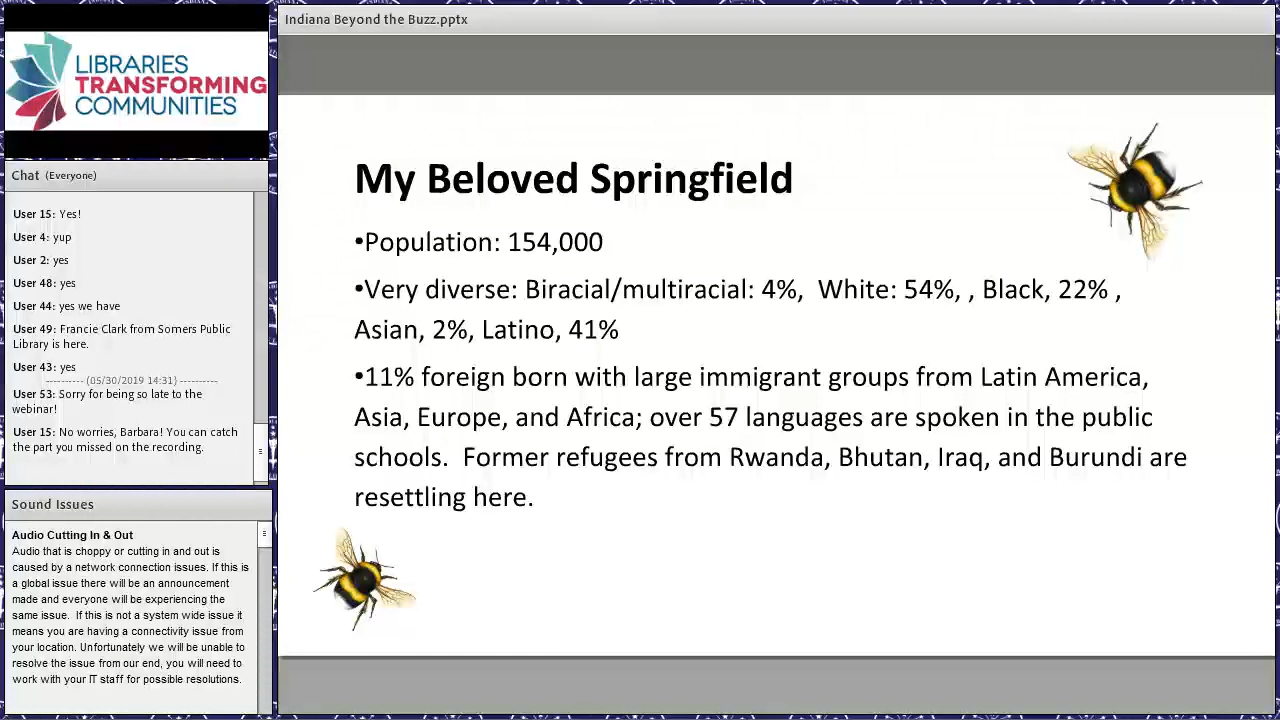 Indiana Beyond the Buzz.pptx
LIBRARIES
TRANSFORMING
COMMUNITIES
Chat (Everyone)
User 15: Yes!
User 4: yup
User 2: yes
User 48: yes
User 44: yes we have
User 49: Francie Clark from Somers Public
Library is here.
User 43: yes
---------- (05/30/2019 14:31) ----------
User 53: Sorry for being so late to the
webinar!
User 15: No worries, Barbara! You can catch
the part you missed on the recording.
Sound Issues
Audio Cutting In & Out
Audio that is choppy or cutting in and out is
caused by a network connection issues. If this is
a global issue there will be an announcement
made and everyone will be experiencing the
same issue.  If this is not a system wide issue it
means you are having a connectivity issue from
your location. Unfortunately we will be unable to
resolve the issue from our end, you will need to
work with your IT staff for possible resolutions.
My Beloved Springfield
•Population: 154,000
•Very diverse: Biracial/multiracial: 4%,  White: 54%, , Black, 22% ,
Asian, 2%, Latino, 41%
•11% foreign born with large immigrant groups from Latin America,
Asia, Europe, and Africa; over 57 languages are spoken in the public
schools.  Former refugees from Rwanda, Bhutan, Iraq, and Burundi are
resettling here.